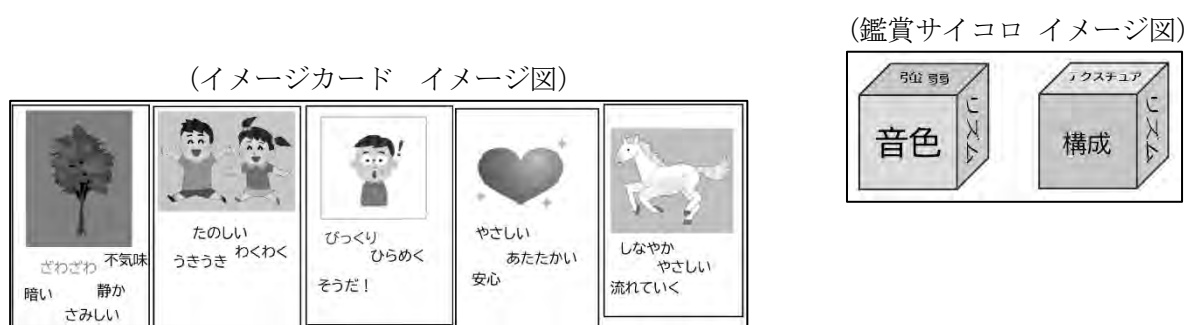 (鑑賞サイコロ イメージ図)
(イメージカード イメージ図)
ざわざわ 不気味
暗い 静か
さみしい
たのしい
うきうき わくわく
びっくり
ひらめく
そうだ!
やさしい
あたたかい
安心
しなやか
やさしい
流れていく
強弱
音色
リズム
テクスチュア
構成
リズム